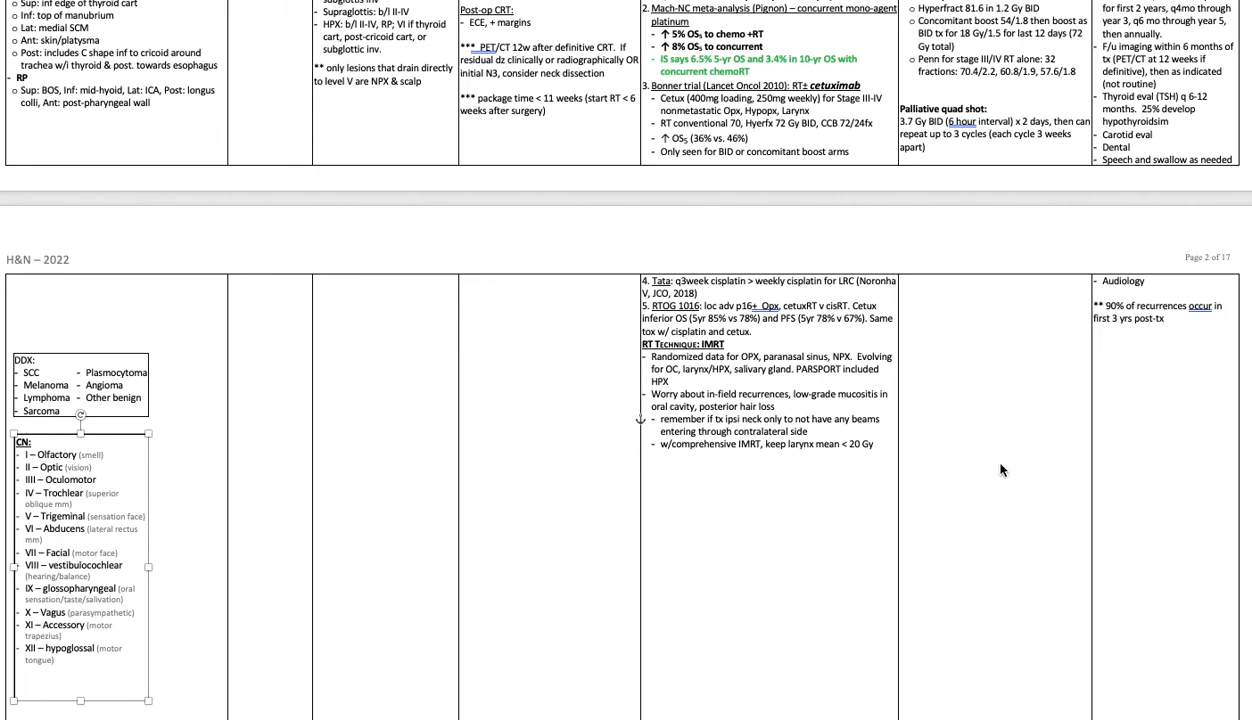 o Sup: inf edge of thyroid cart
o Inf: top of manubrium
o Lat: medial SCM
o Ant: skin/platysma
o Post: includes C shape inf to cricoid around
trachea w/i thyroid & post. towards esophagus
- RP
o Sup: BOS, Inf: mid-hyoid, Lat: ICA, Post: longus
colli, Ant: post-pharyngeal wall
- Supraglottis: b/l II-IV
- HPX: b/l II-IV, RP; VI if thyroid
cart, post-cricoid cart, or
subglottic inv.
** only lesions that drain directly
to level V are NPX & scalp
Post-op CRT:
- ECE, + margins
*** PET/CT 12w after definitive CRT. If
residual dz clinically or radiographically OR
initial N3, consider neck dissection
*** package time < 11 weeks (start RT < 6
weeks after surgery)
2. Mach-NC meta-analysis (Pignon) – concurrent mono-agent
platinum
- ↑ 5% OS₅ to chemo +RT
- ↑ 8% OS₅ to concurrent
- IS says 6.5% 5-yr OS and 3.4% in 10-yr OS with
concurrent chemoRT
3. Bonner trial (Lancet Oncol 2010): RT± cetuximab
- Cetux (400mg loading, 250mg weekly) for Stage III-IV
nonmetastatic Opx, Hypopx, Larynx
- RT conventional 70, Hyerfx 72 Gy BID, CCB 72/24fx
- ↑ OS₅ (36% vs. 46%)
- Only seen for BID or concomitant boost arms
o Hyperfract 81.6 in 1.2 Gy BID
o Concomitant boost 54/1.8 then boost as
BID tx for 18 Gy/1.5 for last 12 days (72
Gy total)
o Penn for stage III/IV RT alone: 32
fractions: 70.4/2.2, 60.8/1.9, 57.6/1.8
Palliative quad shot:
3.7 Gy BID (6 hour interval) x 2 days, then can
repeat up to 3 cycles (each cycle 3 weeks
apart)
for first 2 years, q4mo through
year 3, q6 mo through year 5,
then annually.
- F/u imaging within 6 months of
tx (PET/CT at 12 weeks if
definitive), then as indicated
(not routine)
- Thyroid eval (TSH) q 6-12
months. 25% develop
hypothyroidsim
- Carotid eval
- Dental
- Speech and swallow as needed
H&N – 2022
Page 2 of 17
DDX:
- SCC - Plasmocytoma
- Melanoma - Angioma
- Lymphoma - Other benign
- Sarcoma
CN:
- I – Olfactory (smell)
- II – Optic (vision)
- IIII – Oculomotor
- IV – Trochlear (superior
oblique mm)
- V – Trigeminal (sensation face)
- VI – Abducens (lateral rectus
mm)
- VII – Facial (motor face)
- VIII – vestibulocochlear
(hearing/balance)
- IX – glossopharyngeal (oral
sensation/taste/salivation)
- X – Vagus (parasympathetic)
- XI – Accessory (motor
trapezius)
- XII – hypoglossal (motor
tongue)
4. Tata: q3week cisplatin > weekly cisplatin for LRC (Noronha
V, JCO, 2018)
5. RTOG 1016: loc adv p16+ Opx, cetuxRT v cisRT. Cetux
inferior OS (5yr 85% vs 78%) and PFS (5yr 78% v 67%). Same
tox w/ cisplatin and cetux.
RT TECHNIQUE: IMRT
- Randomized data for OPX, paranasal sinus, NPX. Evolving
for OC, larynx/HPX, salivary gland. PARSPORT included
HPX
- Worry about in-field recurrences, low-grade mucositis in
oral cavity, posterior hair loss
- remember if tx ipsi neck only to not have any beams
entering through contralateral side
- w/comprehensive IMRT, keep larynx mean < 20 Gy
- Audiology
** 90% of recurrences occur in
first 3 yrs post-tx